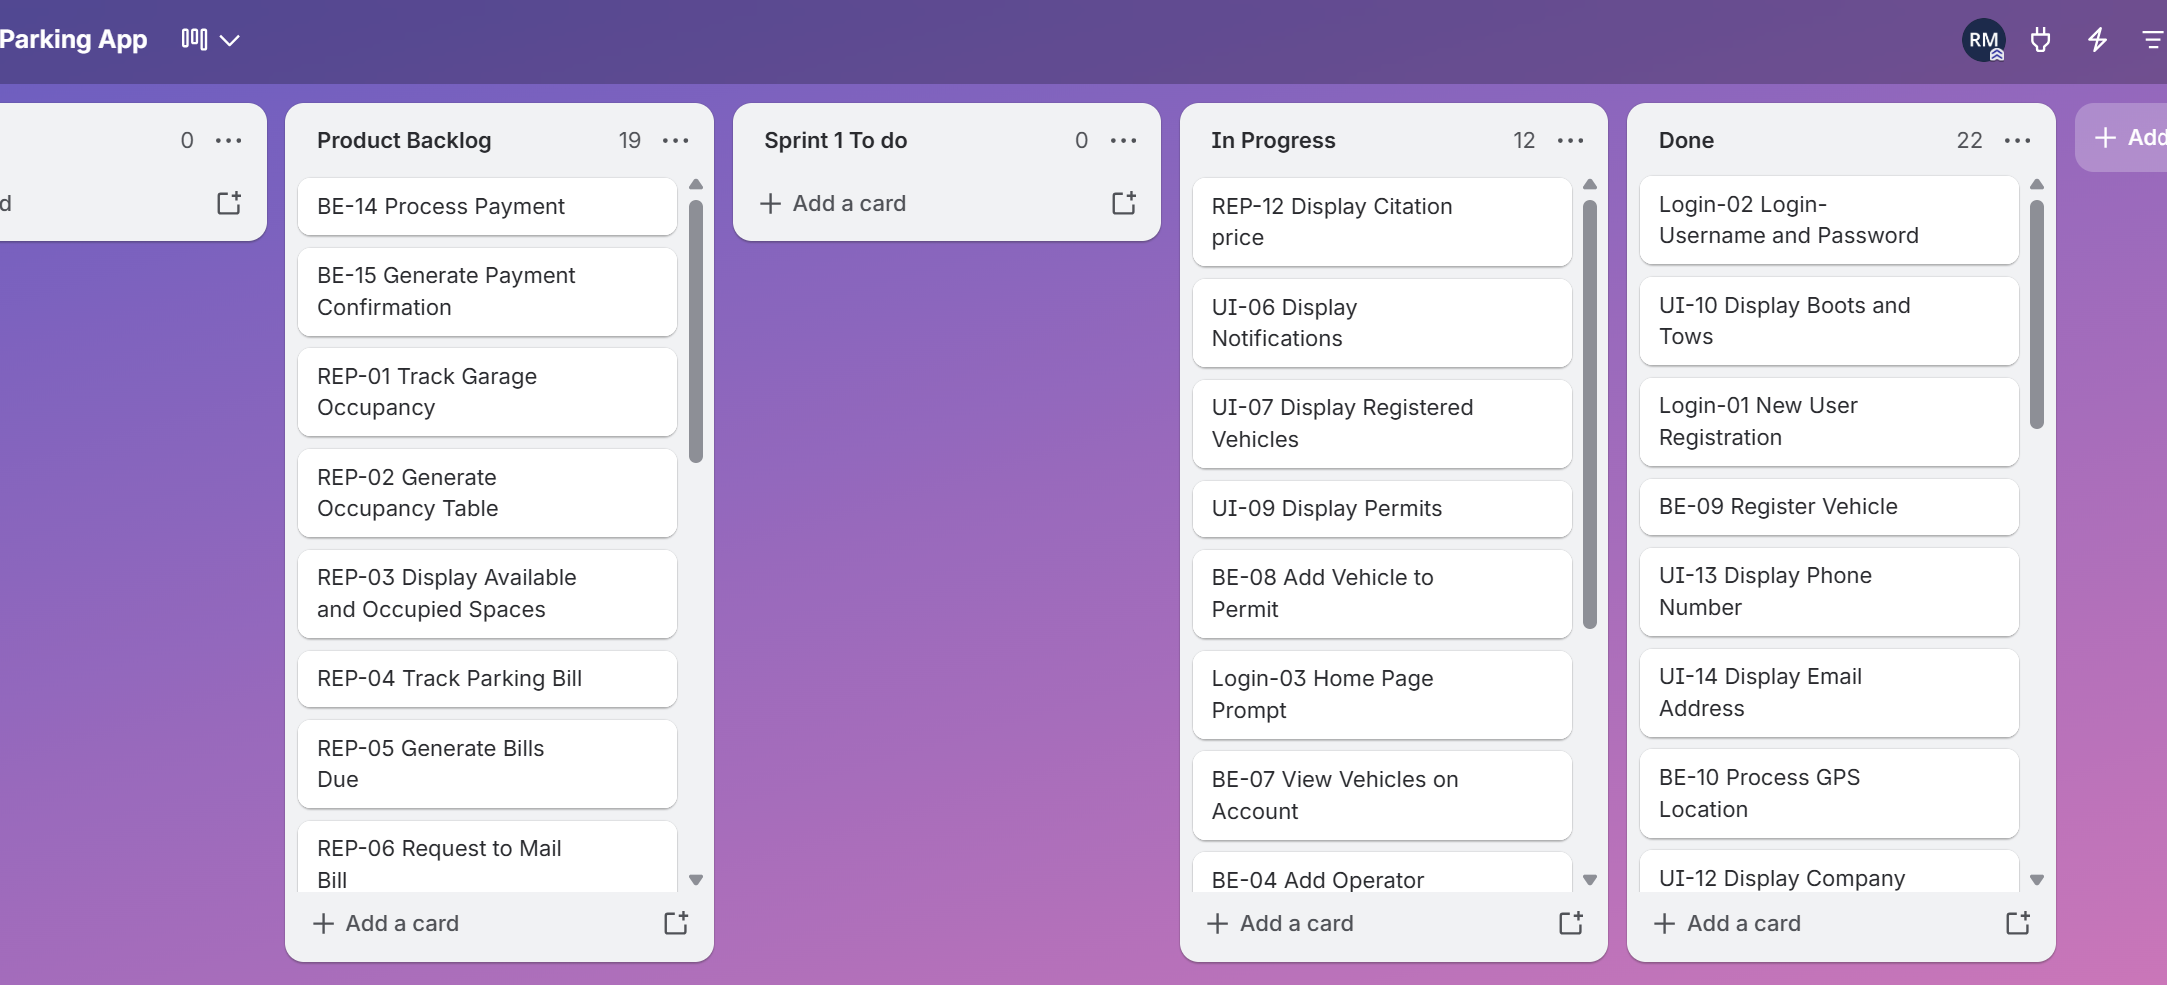 Parking App
RM
0
d
Product Backlog 19
BE-14 Process Payment
BE-15 Generate Payment
Confirmation
REP-01 Track Garage
Occupancy
REP-02 Generate
Occupancy Table
REP-03 Display Available
and Occupied Spaces
REP-04 Track Parking Bill
REP-05 Generate Bills
Due
REP-06 Request to Mail
Bill
Add a card
Sprint 1 To do 0
Add a card
In Progress 12
REP-12 Display Citation
price
UI-06 Display
Notifications
UI-07 Display Registered
Vehicles
UI-09 Display Permits
BE-08 Add Vehicle to
Permit
Login-03 Home Page
Prompt
BE-07 View Vehicles on
Account
BE-04 Add Operator
Add a card
Done 22
Login-02 Login-
Username and Password
UI-10 Display Boots and
Tows
Login-01 New User
Registration
BE-09 Register Vehicle
UI-13 Display Phone
Number
UI-14 Display Email
Address
BE-10 Process GPS
Location
UI-12 Display Company
Add a card
Add